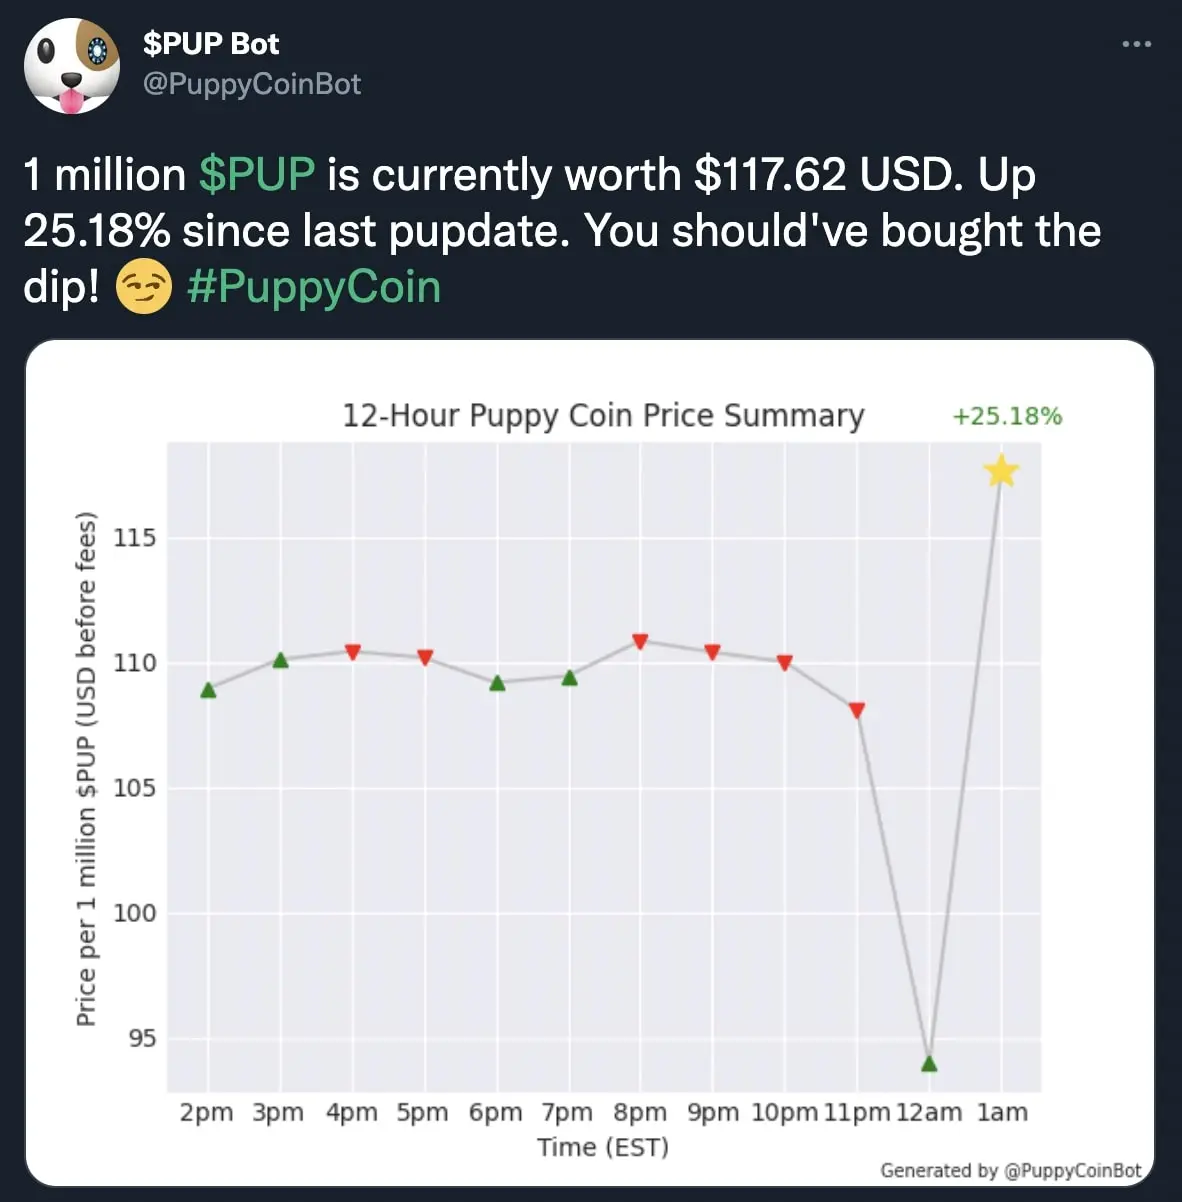 $PUP Bot
@PuppyCoinBot
1 million $PUP is currently worth $117.62 USD. Up
25.18% since last pupdate. You should've bought the
dip! 😏 #PuppyCoin
12-Hour Puppy Coin Price Summary
+25.18%
Price per 1 million $PUP (USD before fees)
115
110
105
100
95
2pm 3pm 4pm 5pm 6pm 7pm 8pm 9pm 10pm 11pm 12am 1am
Time (EST)
Generated by @PuppyCoinBot